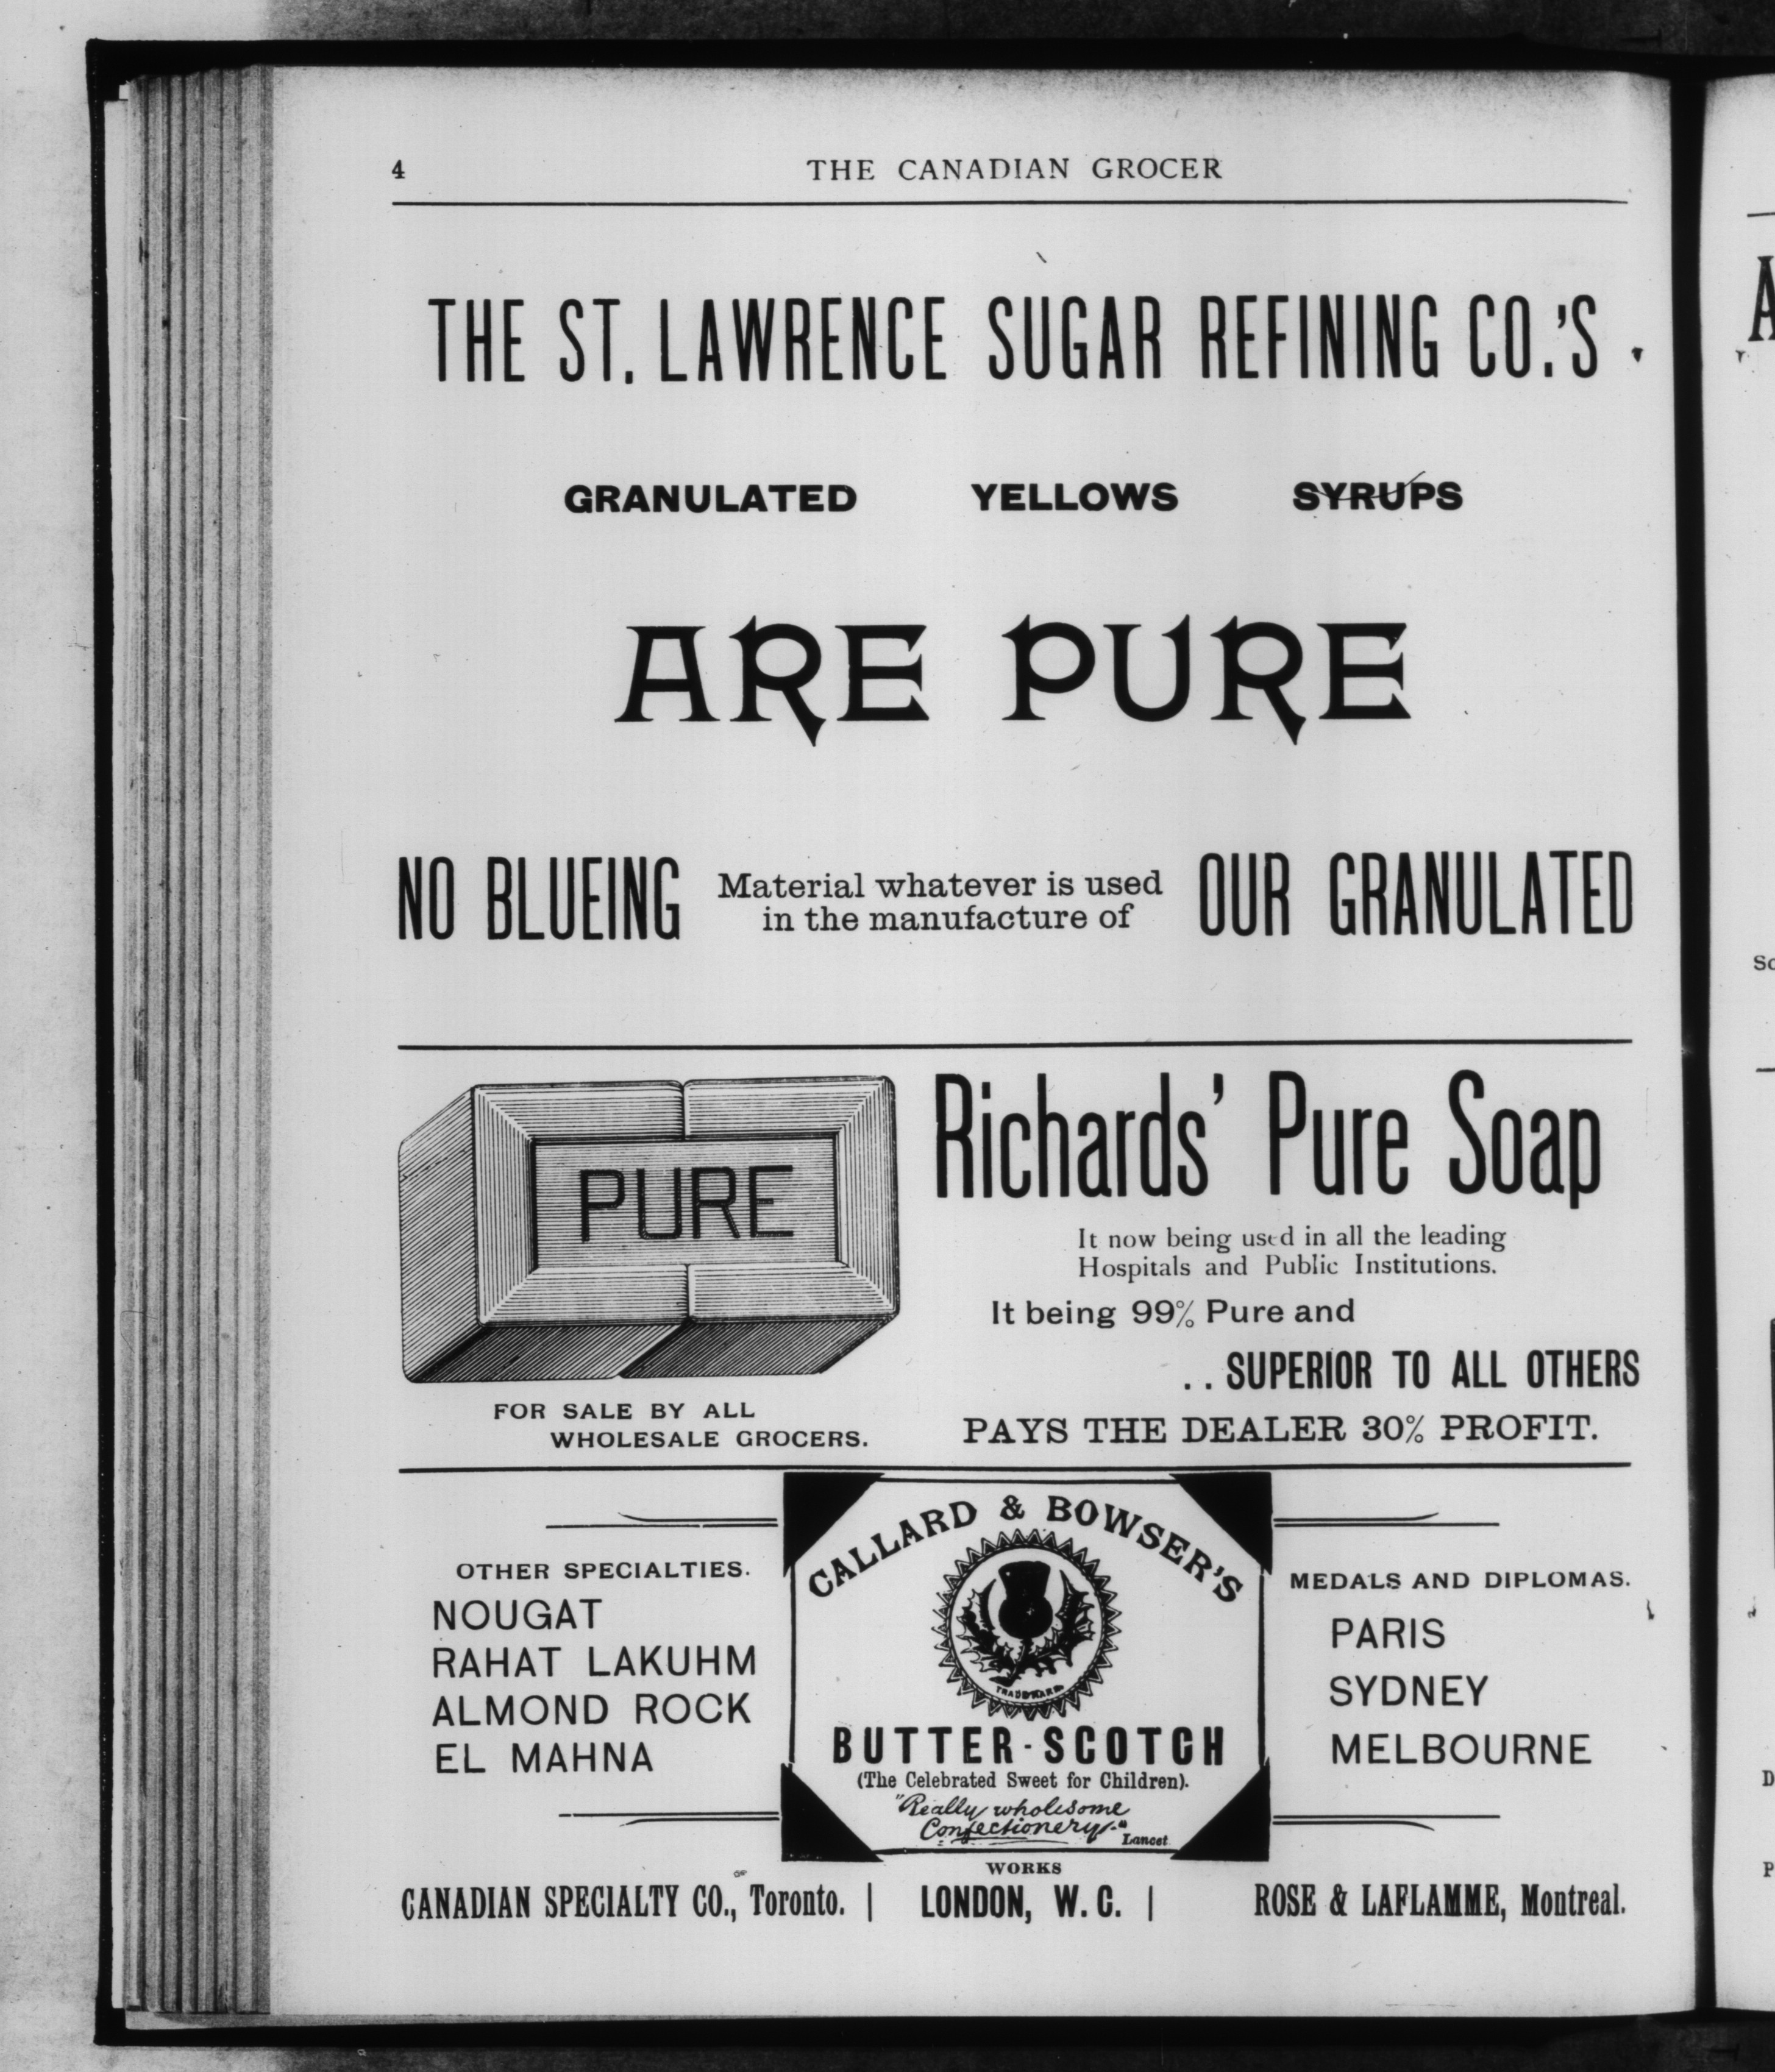 4 THE CANADIAN GROCER
THE ST. LAWRENCE SUGAR REFINING CO.'S
GRANULATED YELLOWS SYRUPS
ARE PURE
NO BLUEING Material whatever is used in the manufacture of OUR GRANULATED
PURE
FOR SALE BY ALL
WHOLESALE GROCERS.
Richards' Pure Soap
It now being used in all the leading
Hospitals and Public Institutions.
It being 99% Pure and
.. SUPERIOR TO ALL OTHERS
PAYS THE DEALER 30% PROFIT.
OTHER SPECIALTIES.
NOUGAT
RAHAT LAKUHM
ALMOND ROCK
EL MAHNA
CALLARD & BOWSER'S
TRADE MARK
BUTTER-SCOTCH
(The Celebrated Sweet for Children).
"Really wholesome
Confectionery."
Lancet
MEDALS AND DIPLOMAS.
PARIS
SYDNEY
MELBOURNE
WORKS
CANADIAN SPECIALTY CO., Toronto. | LONDON, W. C. | ROSE & LAFLAMME, Montreal.